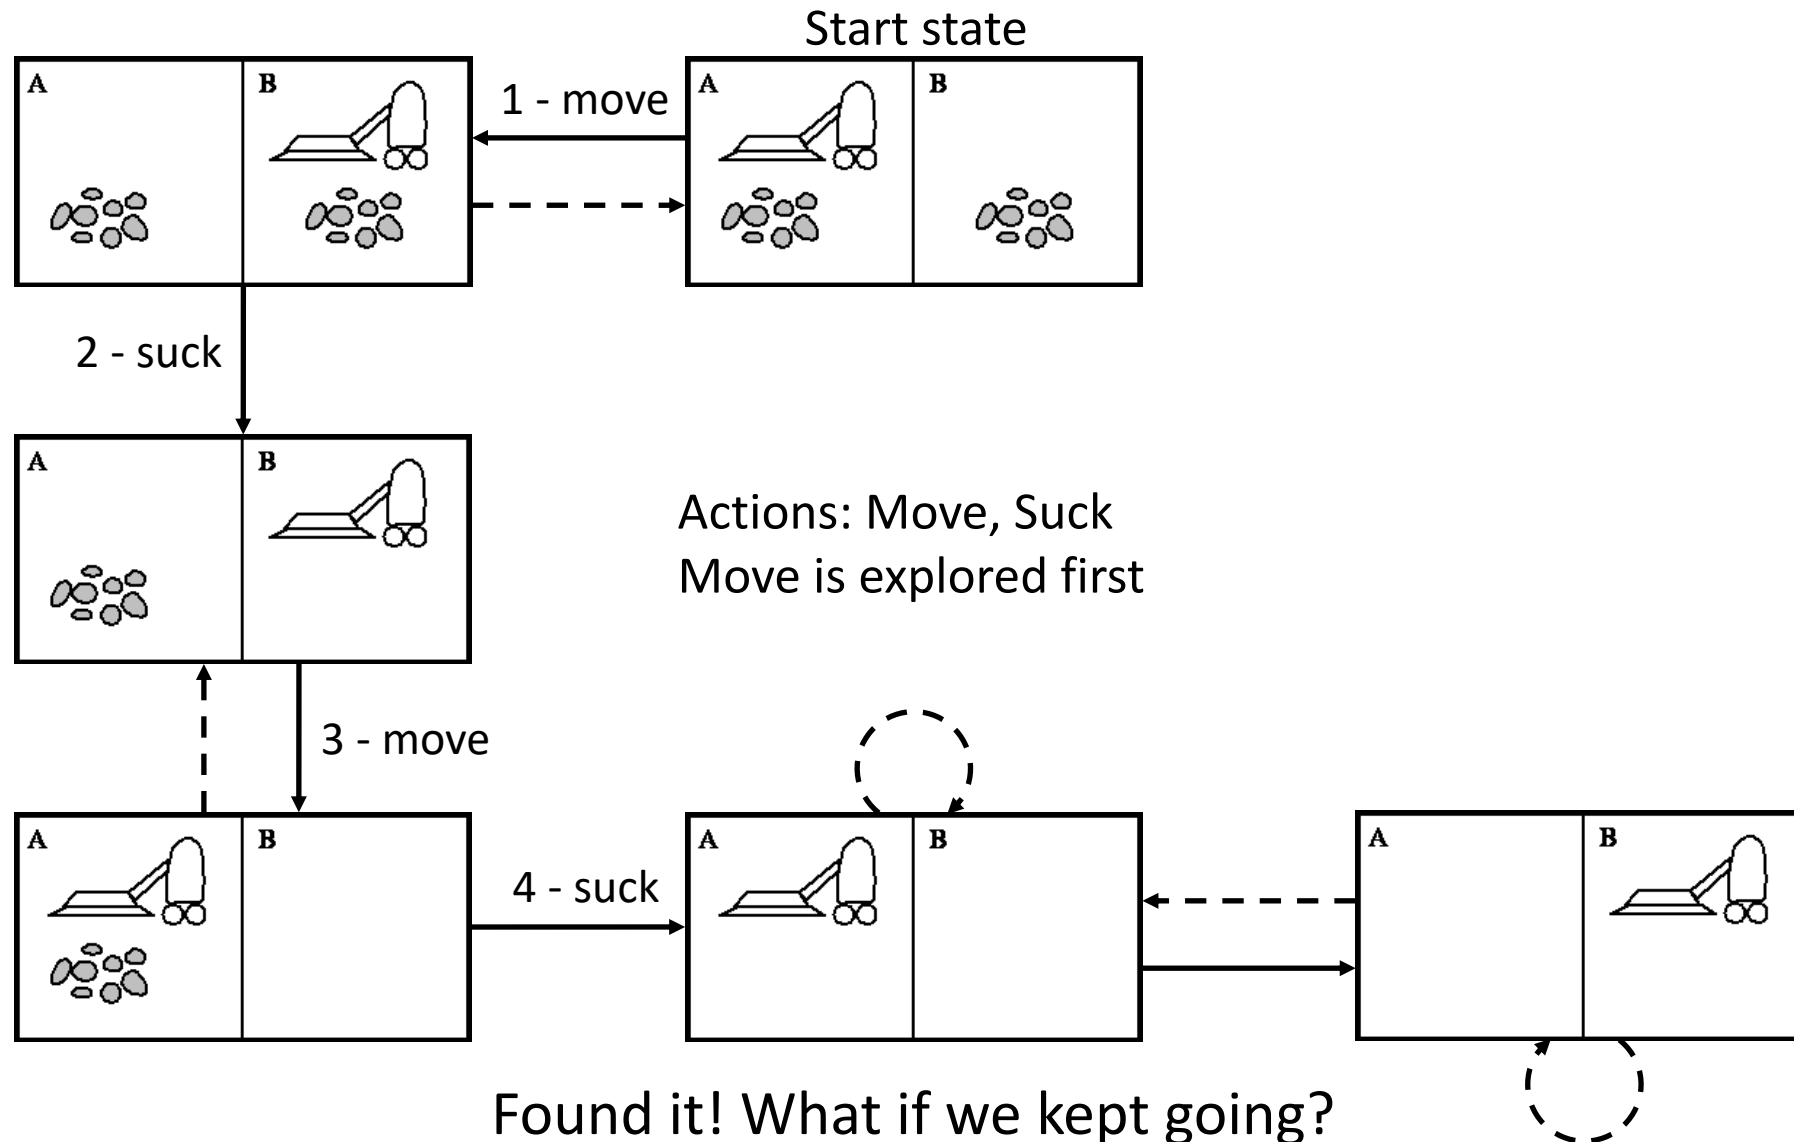 Start state
A B
1 - move
A B
2 - suck
A B
Actions: Move, Suck
Move is explored first
3 - move
A B
4 - suck
A B
A B
Found it! What if we kept going?